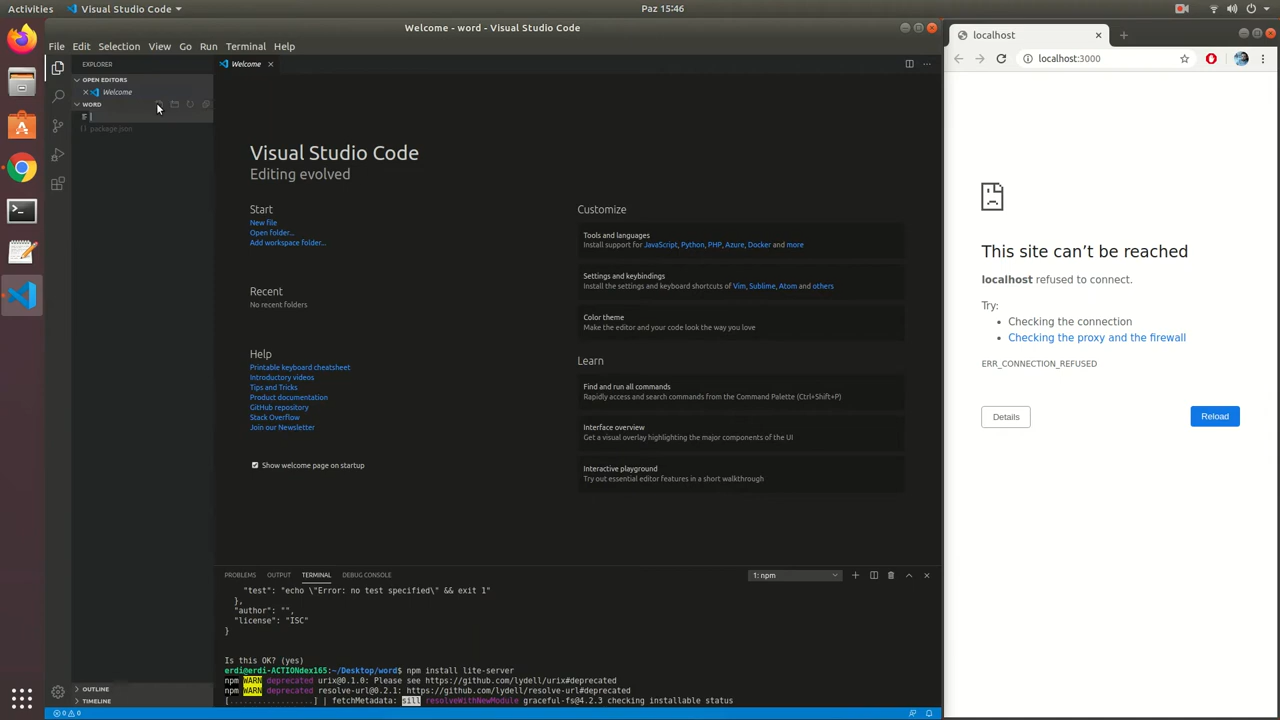 Activities
Visual Studio Code
Paz 15:46
Welcome - word - Visual Studio Code
File Edit Selection View Go Run Terminal Help
EXPLORER
OPEN EDITORS
Welcome
WORD
package.json
OUTLINE
TIMELINE
Welcome
Visual Studio Code
Editing evolved
Start
New file
Open folder...
Add workspace folder...
Recent
No recent folders
Help
Printable keyboard cheatsheet
Introductory videos
Tips and Tricks
Product documentation
GitHub repository
Stack Overflow
Join our Newsletter
Show welcome page on startup
Customize
Tools and languages
Install support for JavaScript, Python, PHP, Azure, Docker and more
Settings and keybindings
Install the settings and keyboard shortcuts of Vim, Sublime, Atom and others
Color theme
Make the editor and your code look the way you love
Learn
Find and run all commands
Rapidly access and search commands from the Command Palette (Ctrl+Shift+P)
Interface overview
Get a visual overlay highlighting the major components of the UI
Interactive playground
Try out essential editor features in a short walkthrough
PROBLEMS OUTPUT TERMINAL DEBUG CONSOLE
1: npm
"test": "echo \"Error: no test specified\" && exit 1"
},
"author": "",
"license": "ISC"
}
Is this OK? (yes)
erdi@erdi-ACTIONdex165:~/Desktop/word$ npm install lite-server
npm WARN deprecated urix@0.1.0: Please see https://github.com/lydell/urix#deprecated
npm WARN deprecated resolve-url@0.2.1: https://github.com/lydell/resolve-url#deprecated
[..................] | fetchMetadata: sill resolveWithNewModule graceful-fs@4.2.3 checking installable status
0 0
localhost
localhost:3000
This site can't be reached
localhost refused to connect.
Try:
• Checking the connection
• Checking the proxy and the firewall
ERR_CONNECTION_REFUSED
Details
Reload